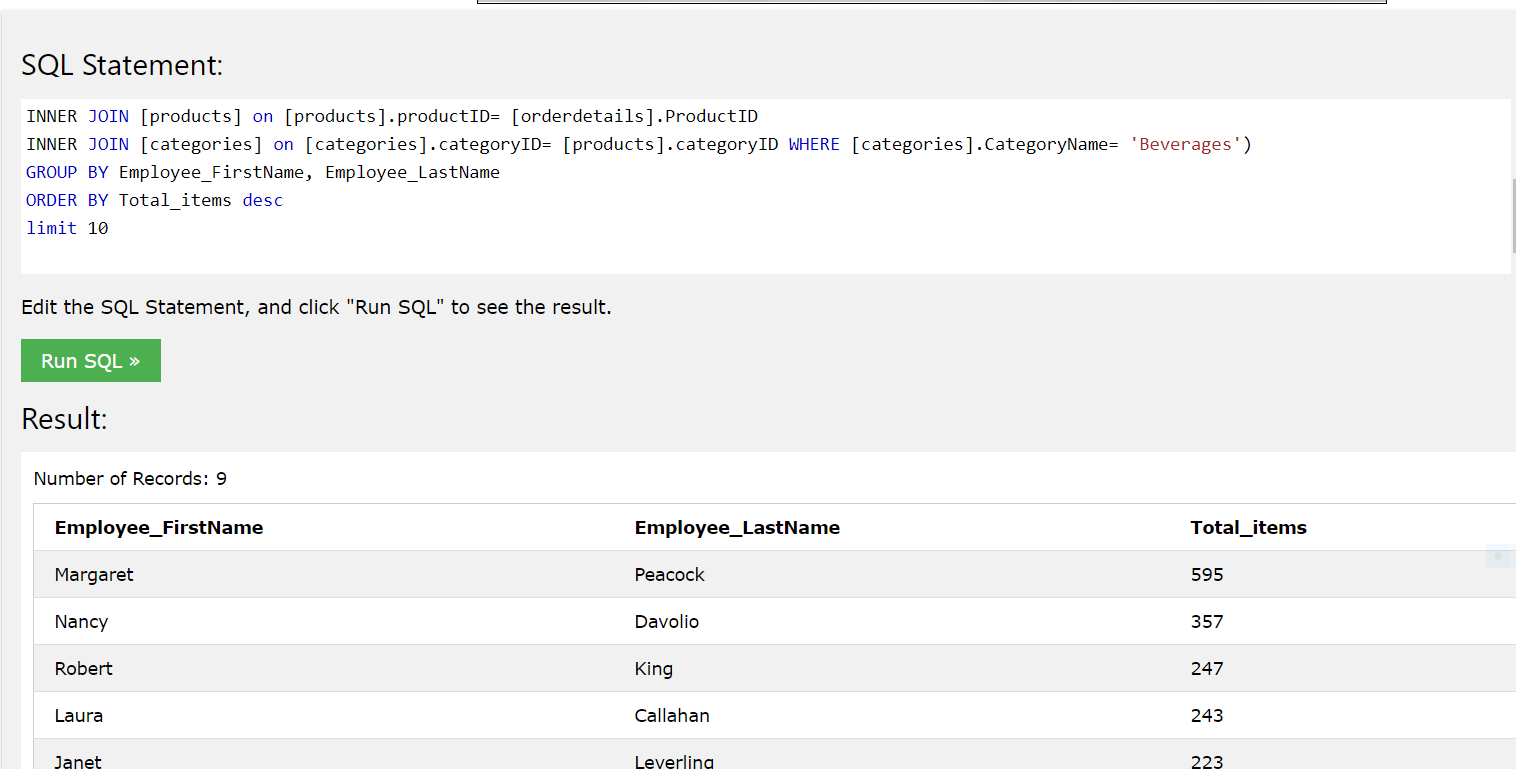 SQL Statement:
INNER JOIN [products] on [products].productID= [orderdetails].ProductID
INNER JOIN [categories] on [categories].categoryID= [products].categoryID WHERE [categories].CategoryName= 'Beverages')
GROUP BY Employee_FirstName, Employee_LastName
ORDER BY Total_items desc
limit 10
Edit the SQL Statement, and click "Run SQL" to see the result.
Run SQL »
Result:
Number of Records: 9
Employee_FirstName Employee_LastName Total_items
Margaret Peacock 595
Nancy Davolio 357
Robert King 247
Laura Callahan 243
Janet Leverling 223